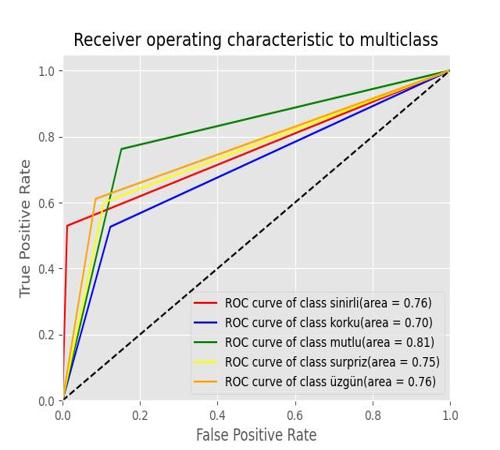 Receiver operating characteristic to multiclass
1.0
0.8
0.6
0.4
0.2
0.0
True Positive Rate
ROC curve of class sinirli(area = 0.76)
ROC curve of class korku(area = 0.70)
ROC curve of class mutlu(area = 0.81)
ROC curve of class surpriz(area = 0.75)
ROC curve of class üzgün(area = 0.76)
0.0 0.2 0.4 0.6 0.8 1.0
False Positive Rate